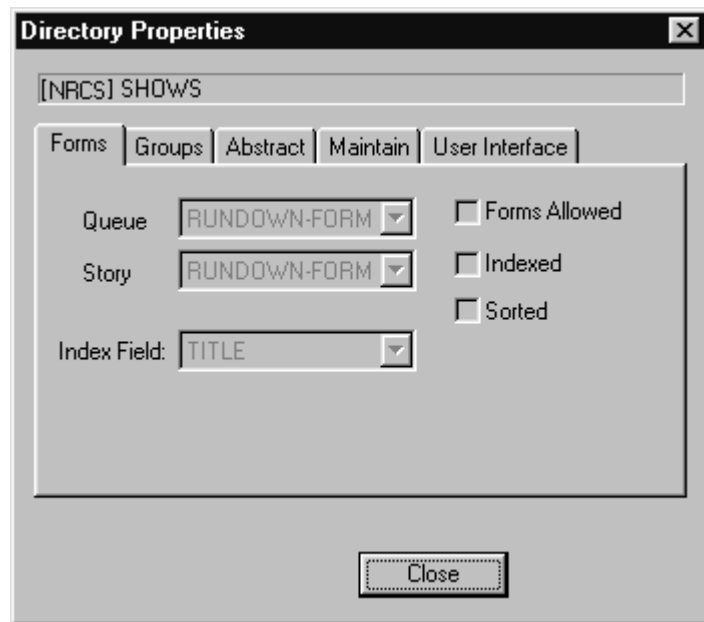 Directory Properties
[NRCS] SHOWS
Forms Groups Abstract Maintain User Interface
Queue RUNDOWN-FORM Forms Allowed
Story RUNDOWN-FORM Indexed
Sorted
Index Field: TITLE
Close